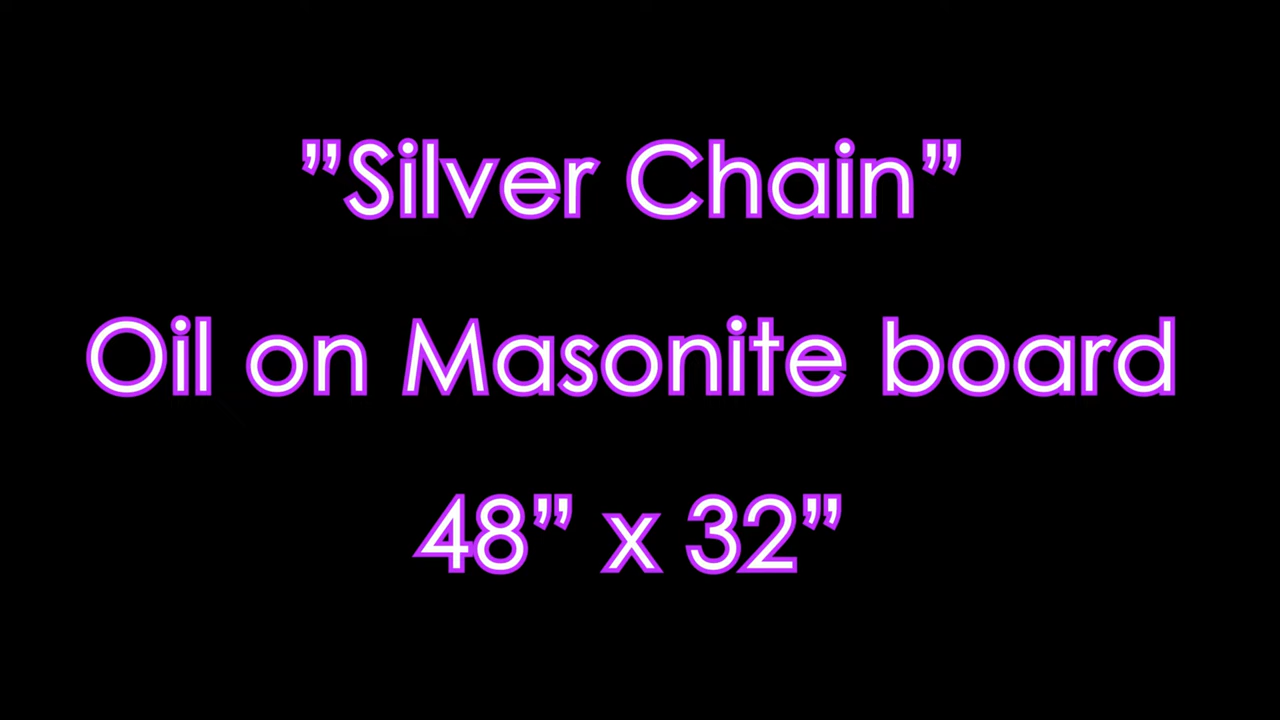 ”Silver Chain”
Oil on Masonite board
48” x 32”